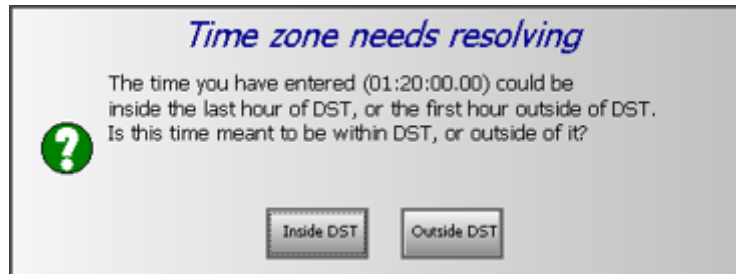 Time zone needs resolving
The time you have entered (01:20:00.00) could be
inside the last hour of DST, or the first hour outside of DST.
Is this time meant to be within DST, or outside of it?
?
Inside DST
Outside DST